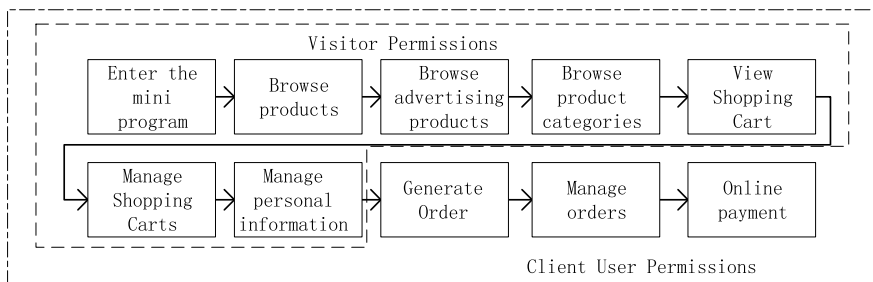 Visitor Permissions
Enter the
mini
program
Browse
products
Browse
advertising
products
Browse
product
categories
View
Shopping
Cart
Manage
Shopping
Carts
Manage
personal
information
Generate
Order
Manage
orders
Online
payment
Client User Permissions